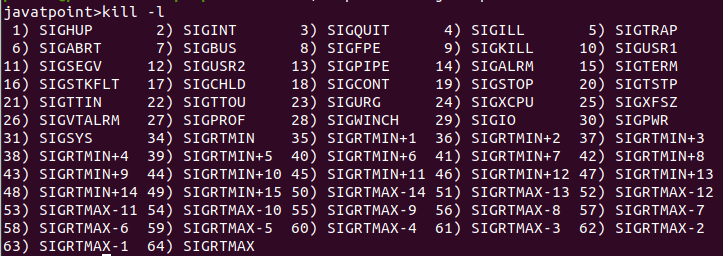 javatpoint>kill -l
1) SIGHUP 2) SIGINT 3) SIGQUIT 4) SIGILL 5) SIGTRAP
6) SIGABRT 7) SIGBUS 8) SIGFPE 9) SIGKILL 10) SIGUSR1
11) SIGSEGV 12) SIGUSR2 13) SIGPIPE 14) SIGALRM 15) SIGTERM
16) SIGSTKFLT 17) SIGCHLD 18) SIGCONT 19) SIGSTOP 20) SIGTSTP
21) SIGTTIN 22) SIGTTOU 23) SIGURG 24) SIGXCPU 25) SIGXFSZ
26) SIGVTALRM 27) SIGPROF 28) SIGWINCH 29) SIGIO 30) SIGPWR
31) SIGSYS 34) SIGRTMIN 35) SIGRTMIN+1 36) SIGRTMIN+2 37) SIGRTMIN+3
38) SIGRTMIN+4 39) SIGRTMIN+5 40) SIGRTMIN+6 41) SIGRTMIN+7 42) SIGRTMIN+8
43) SIGRTMIN+9 44) SIGRTMIN+10 45) SIGRTMIN+11 46) SIGRTMIN+12 47) SIGRTMIN+13
48) SIGRTMIN+14 49) SIGRTMIN+15 50) SIGRTMAX-14 51) SIGRTMAX-13 52) SIGRTMAX-12
53) SIGRTMAX-11 54) SIGRTMAX-10 55) SIGRTMAX-9 56) SIGRTMAX-8 57) SIGRTMAX-7
58) SIGRTMAX-6 59) SIGRTMAX-5 60) SIGRTMAX-4 61) SIGRTMAX-3 62) SIGRTMAX-2
63) SIGRTMAX-1 64) SIGRTMAX